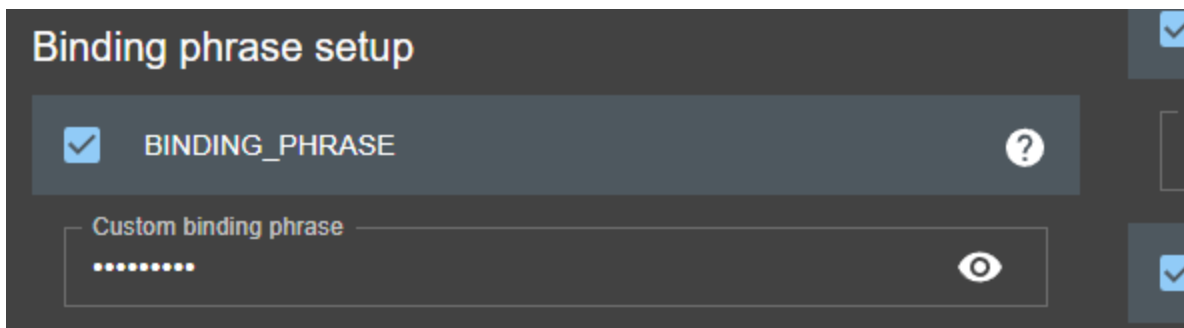 Binding phrase setup
BINDING_PHRASE
Custom binding phrase
•••••••••